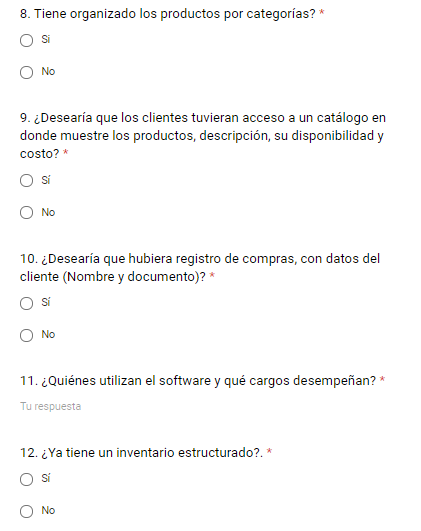 8. Tiene organizado los productos por categorías? *
Si
No
9. ¿Desearía que los clientes tuvieran acceso a un catálogo en
donde muestre los productos, descripción, su disponibilidad y
costo? *
Sí
No
10. ¿Desearía que hubiera registro de compras, con datos del
cliente (Nombre y documento)? *
Sí
No
11. ¿Quiénes utilizan el software y qué cargos desempeñan? *
Tu respuesta
12. ¿Ya tiene un inventario estructurado?. *
Sí
No